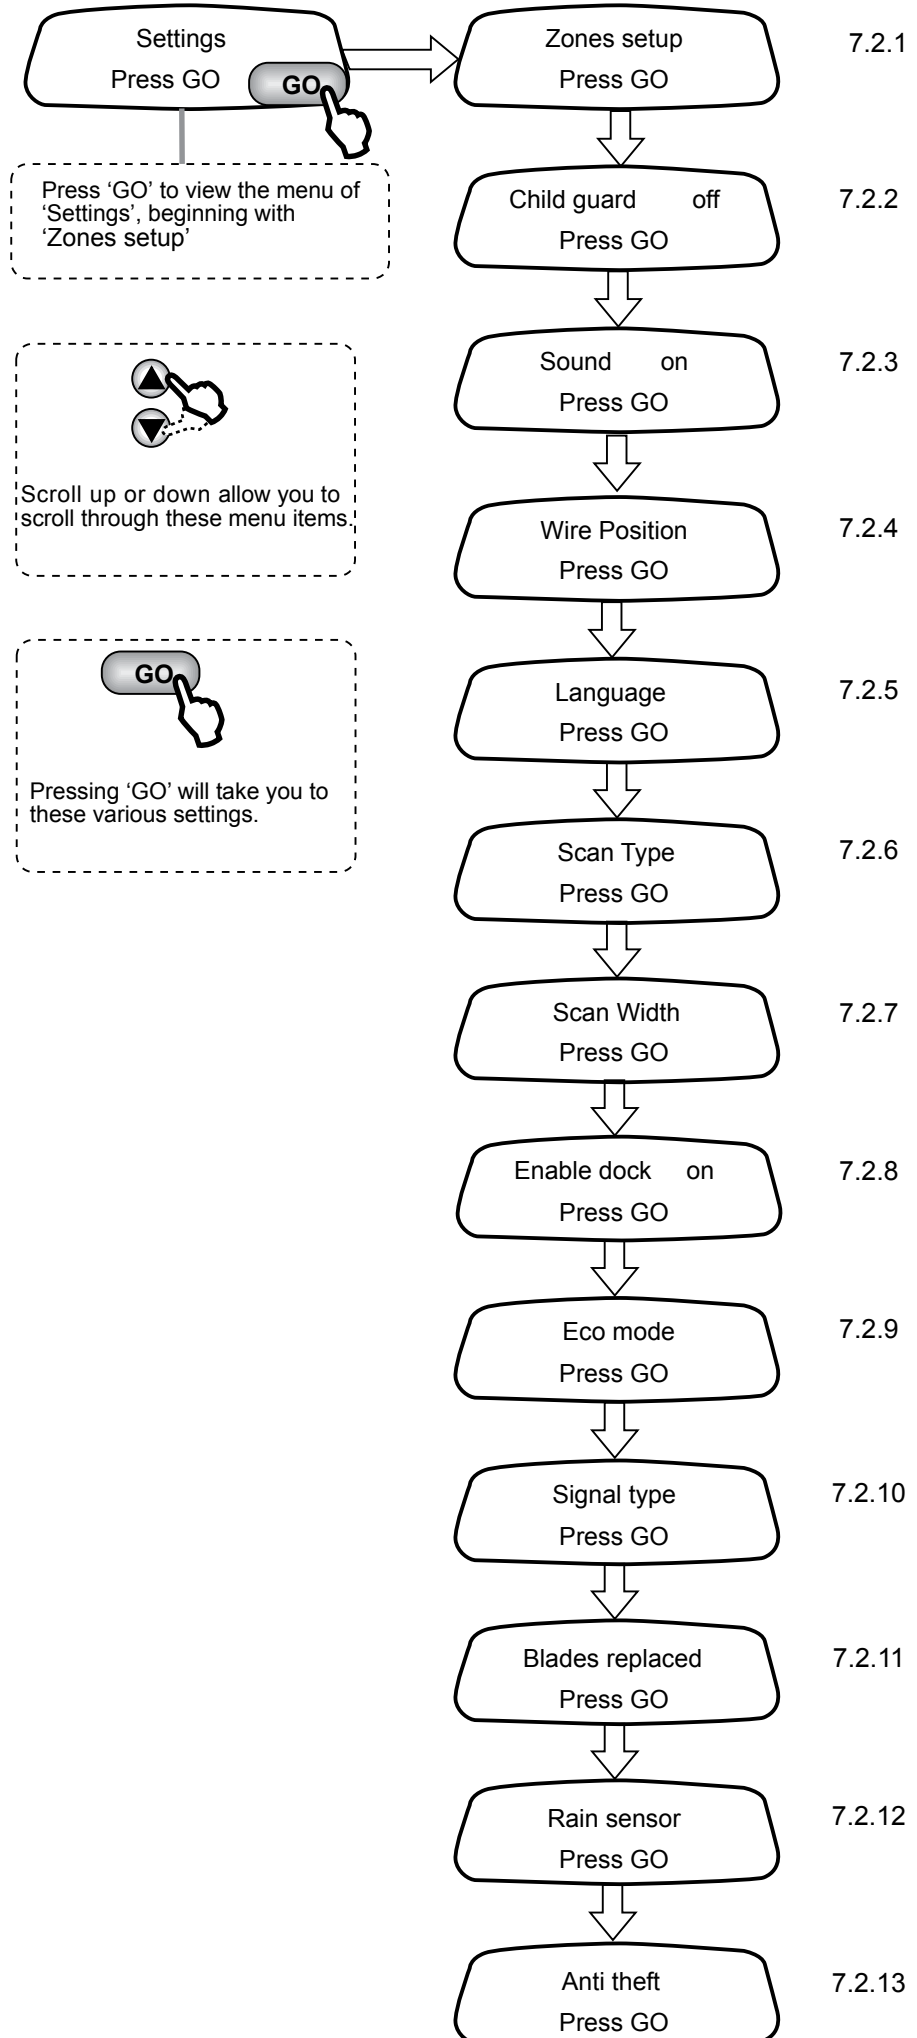 Settings
Press GO
GO
Zones setup
Press GO
7.2.1
Press ‘GO’ to view the menu of
‘Settings’, beginning with
‘Zones setup’
Child guard off
Press GO
7.2.2
Scroll up or down allow you to
scroll through these menu items.
Sound on
Press GO
7.2.3
Wire Position
Press GO
7.2.4
GO
Pressing ‘GO’ will take you to
these various settings.
Language
Press GO
7.2.5
Scan Type
Press GO
7.2.6
Scan Width
Press GO
7.2.7
Enable dock on
Press GO
7.2.8
Eco mode
Press GO
7.2.9
Signal type
Press GO
7.2.10
Blades replaced
Press GO
7.2.11
Rain sensor
Press GO
7.2.12
Anti theft
Press GO
7.2.13